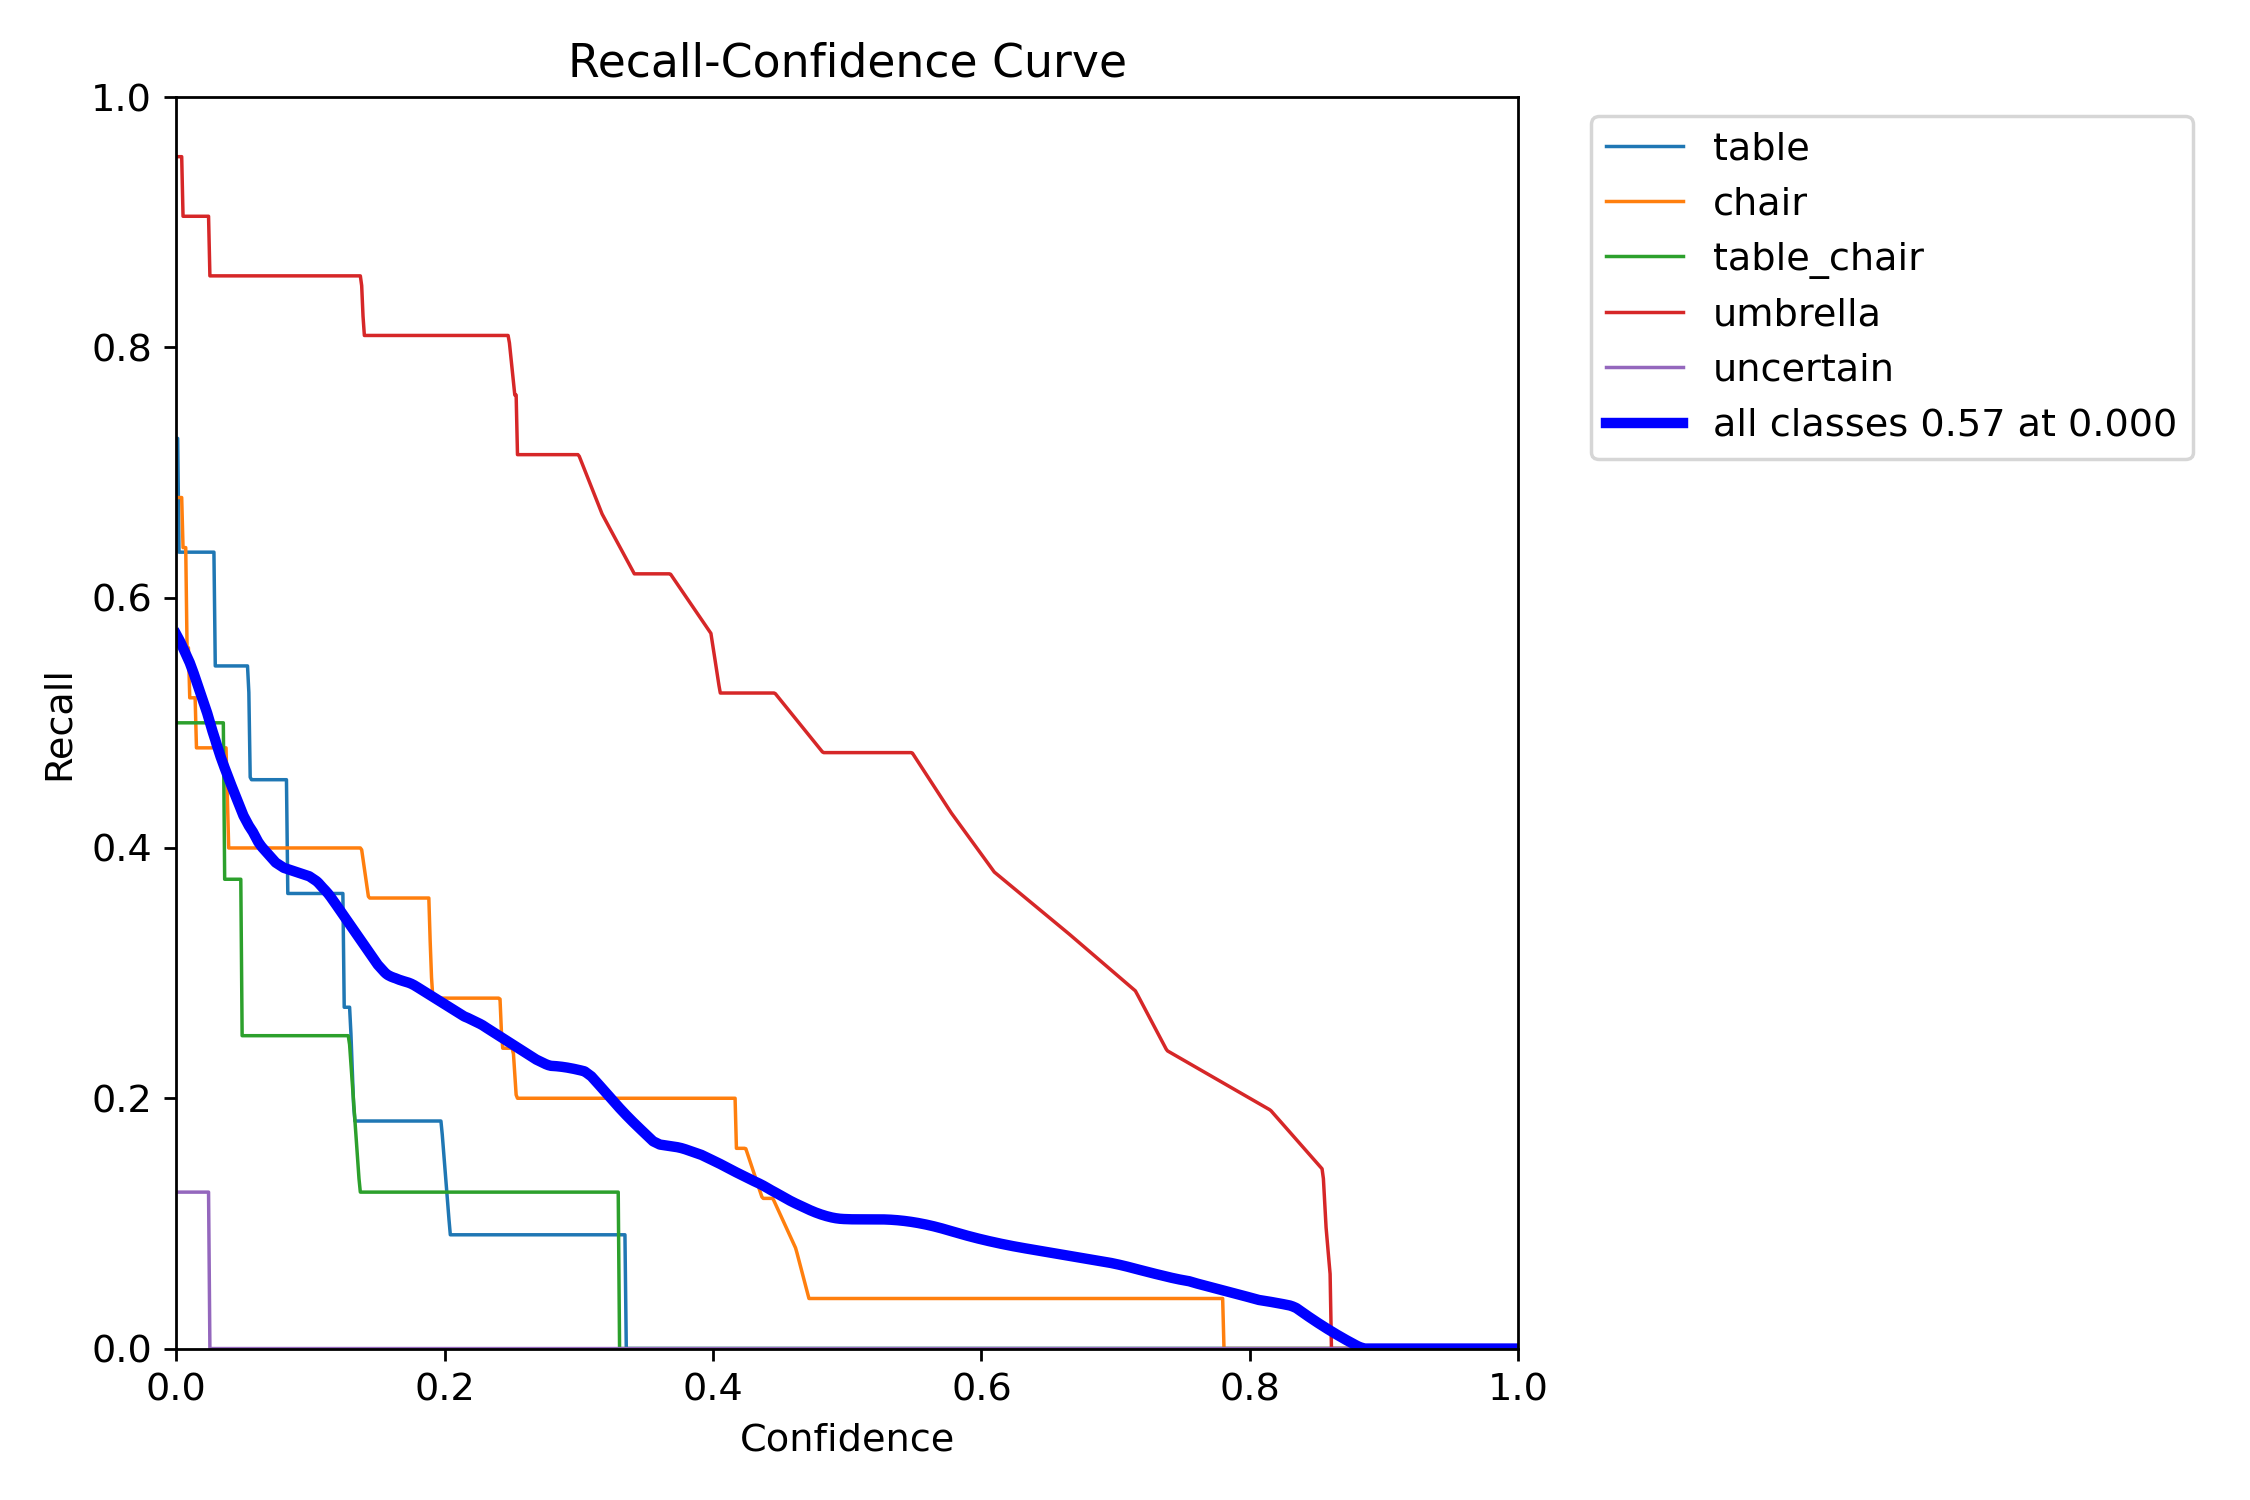 Recall-Confidence Curve
1.0
0.8
0.6
0.4
0.2
0.0
Recall
0.0 0.2 0.4 0.6 0.8 1.0
Confidence
table
chair
table_chair
umbrella
uncertain
all classes 0.57 at 0.000